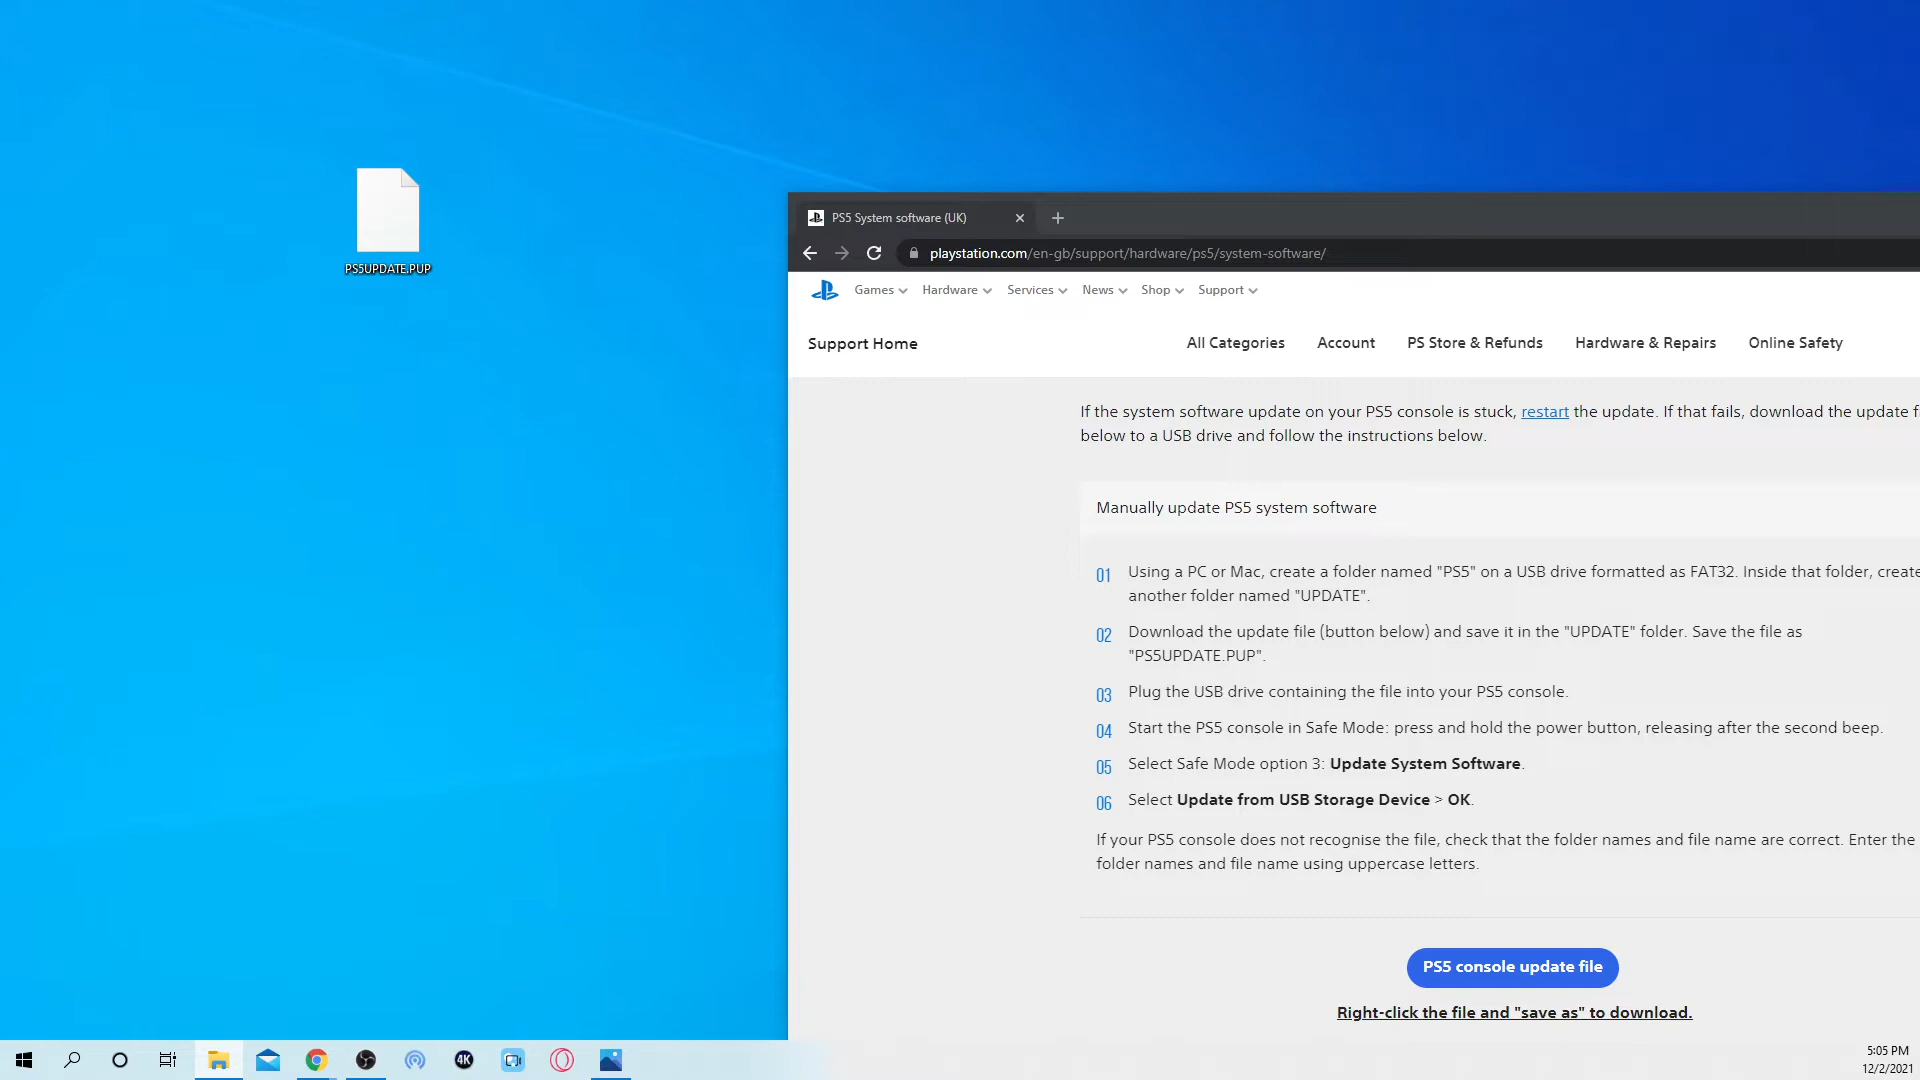 PS5UPDATE.PUP
PS5 System software (UK)
playstation.com/en-gb/support/hardware/ps5/system-software/
Games Hardware Services News Shop Support
Support Home All Categories Account PS Store & Refunds Hardware & Repairs Online Safety
If the system software update on your PS5 console is stuck, restart the update. If that fails, download the update f
below to a USB drive and follow the instructions below.
Manually update PS5 system software
01 Using a PC or Mac, create a folder named "PS5" on a USB drive formatted as FAT32. Inside that folder, create
another folder named "UPDATE".
02 Download the update file (button below) and save it in the "UPDATE" folder. Save the file as
"PS5UPDATE.PUP".
03 Plug the USB drive containing the file into your PS5 console.
04 Start the PS5 console in Safe Mode: press and hold the power button, releasing after the second beep.
05 Select Safe Mode option 3: Update System Software.
06 Select Update from USB Storage Device > OK.
If your PS5 console does not recognise the file, check that the folder names and file name are correct. Enter the
folder names and file name using uppercase letters.
PS5 console update file
Right-click the file and "save as" to download.
4K
5:05 PM
12/2/2021